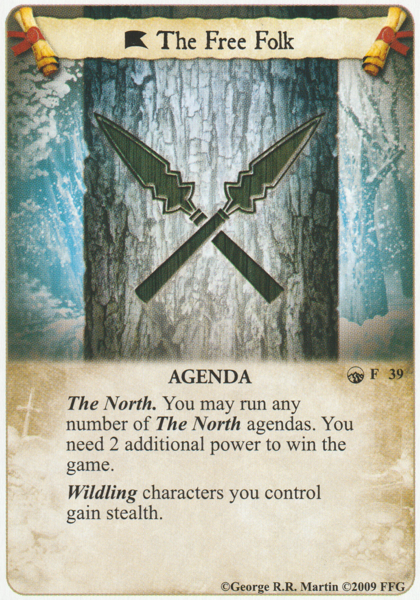 The Free Folk
AGENDA
F 39
The North. You may run any
number of The North agendas. You
need 2 additional power to win the
game.
Wildling characters you control
gain stealth.
©George R.R. Martin ©2009 FFG